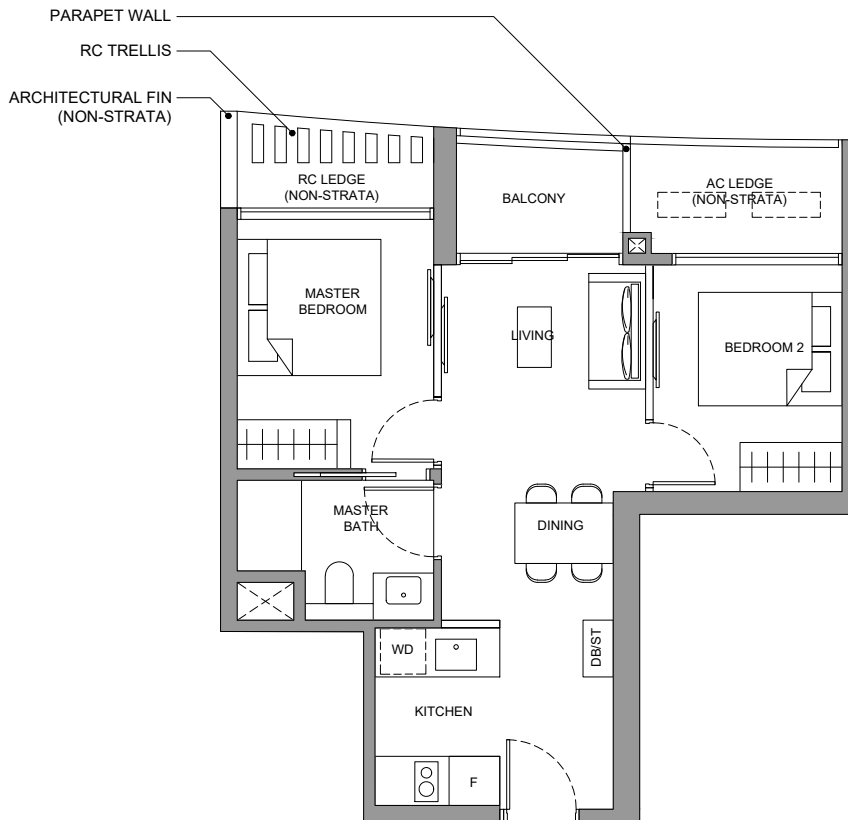 PARAPET WALL
RC TRELLIS
ARCHITECTURAL FIN
(NON-STRATA)
RC LEDGE
(NON-STRATA)
BALCONY
AC LEDGE
(NON-STRATA)
MASTER
BEDROOM
LIVING
BEDROOM 2
MASTER
BATH
DINING
WD
DB/ST
KITCHEN
F